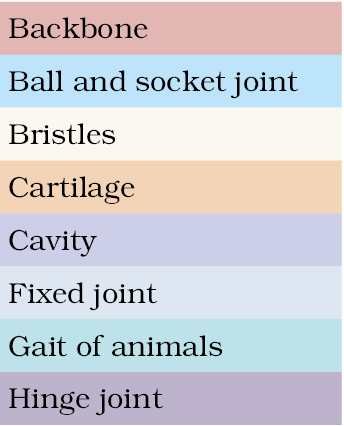 Backbone
Ball and socket joint
Bristles
Cartilage
Cavity
Fixed joint
Gait of animals
Hinge joint